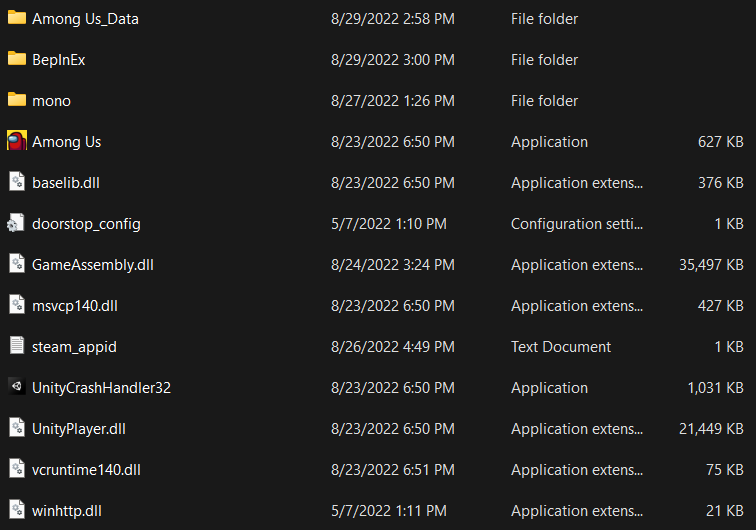 Among Us_Data 8/29/2022 2:58 PM File folder
BepInEx 8/29/2022 3:00 PM File folder
mono 8/27/2022 1:26 PM File folder
Among Us 8/23/2022 6:50 PM Application 627 KB
baselib.dll 8/23/2022 6:50 PM Application extens... 376 KB
doorstop_config 5/7/2022 1:10 PM Configuration setti... 1 KB
GameAssembly.dll 8/24/2022 3:24 PM Application extens... 35,497 KB
msvcp140.dll 8/23/2022 6:50 PM Application extens... 427 KB
steam_appid 8/26/2022 4:49 PM Text Document 1 KB
UnityCrashHandler32 8/23/2022 6:50 PM Application 1,031 KB
UnityPlayer.dll 8/23/2022 6:50 PM Application extens... 21,449 KB
vcruntime140.dll 8/23/2022 6:51 PM Application extens... 75 KB
winhttp.dll 5/7/2022 1:11 PM Application extens... 21 KB